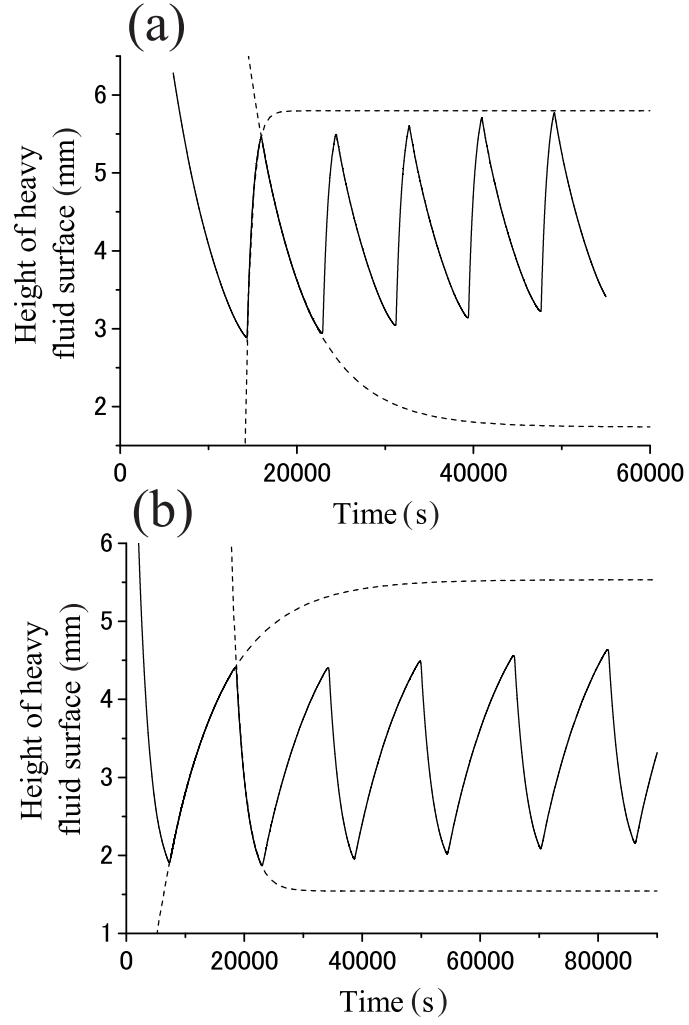 (a)
6
5
4
3
2
Height of heavy
fluid surface (mm)
0 20000 40000 60000
Time (s)
(b)
6
5
4
3
2
1
Height of heavy
fluid surface (mm)
0 20000 40000 60000 80000
Time (s)